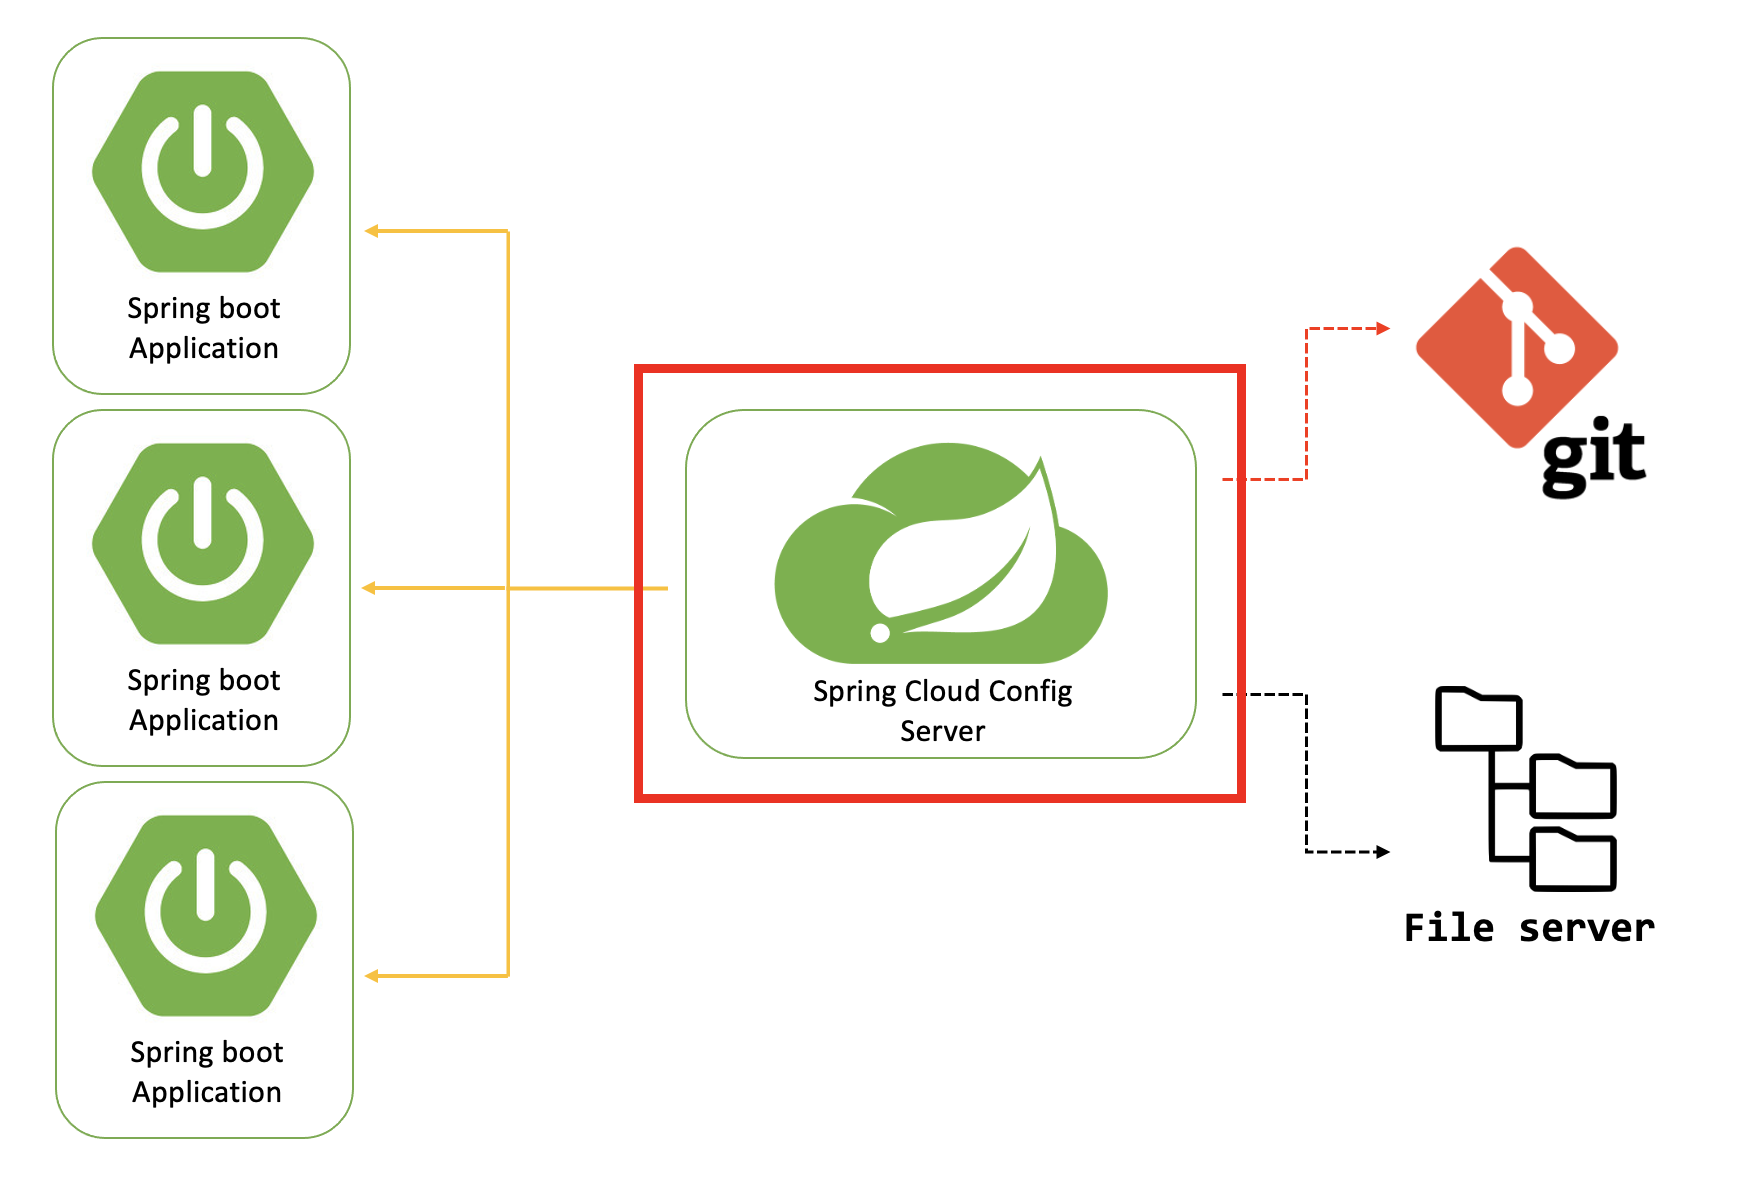 Spring boot
Application
Spring boot
Application
Spring boot
Application
Spring Cloud Config
Server
git
File server